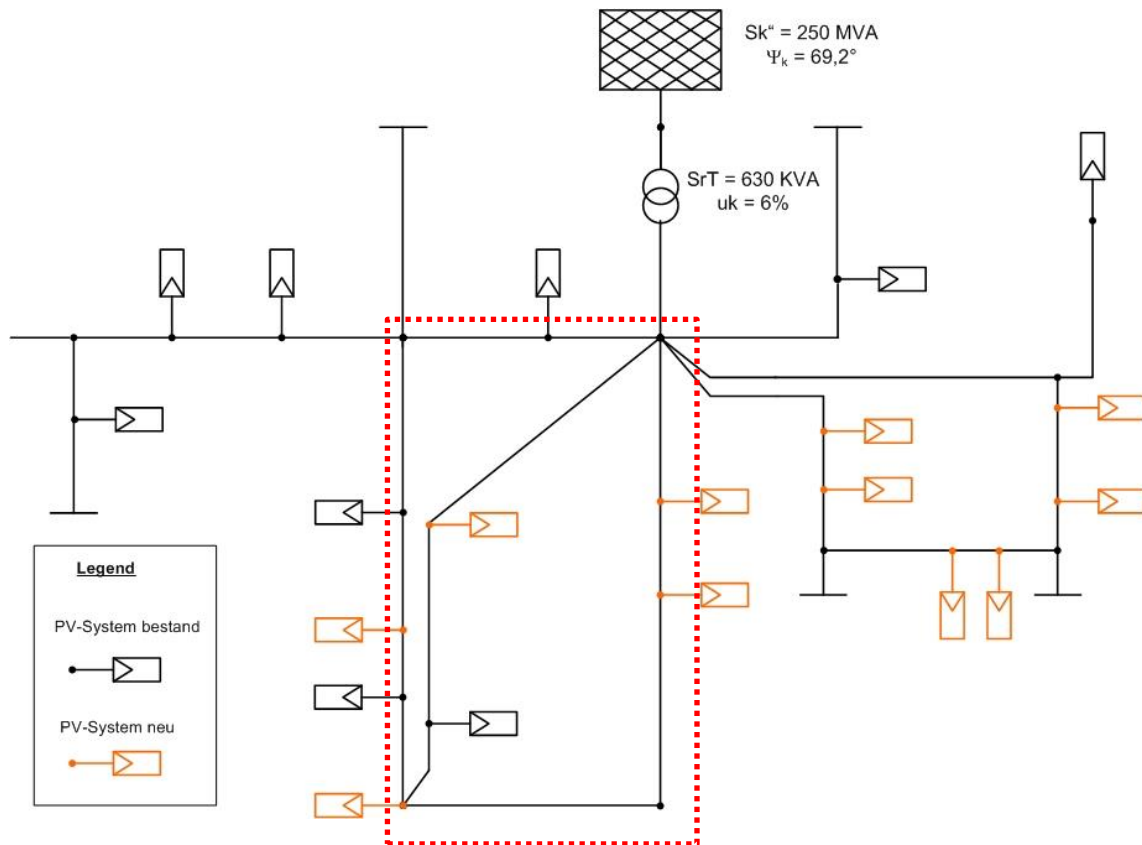 Sk“ = 250 MVA
Ψk = 69,2°
SrT = 630 KVA
uk = 6%
Legend
PV-System bestand
PV-System neu